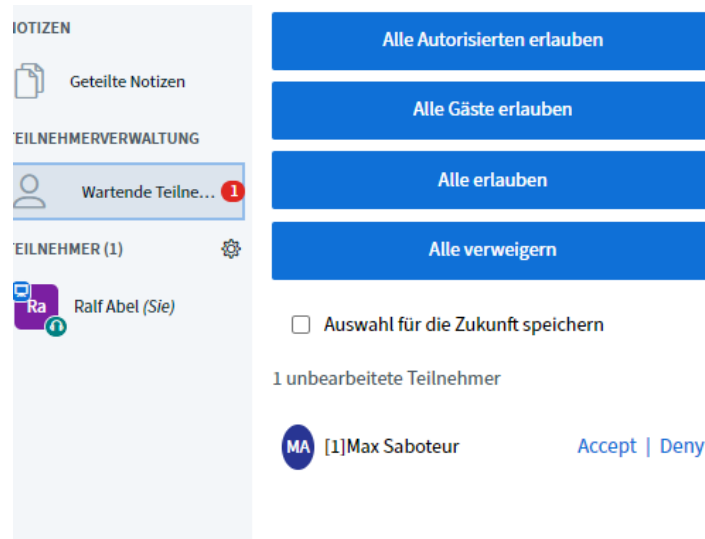 NOTIZEN
Geteilte Notizen
TEILNEHMERVERWALTUNG
Wartende Teilne... 1
TEILNEHMER (1)
Ra Ralf Abel (Sie)
Alle Autorisierten erlauben
Alle Gäste erlauben
Alle erlauben
Alle verweigern
Auswahl für die Zukunft speichern
1 unbearbeitete Teilnehmer
MA [1]Max Saboteur Accept | Deny